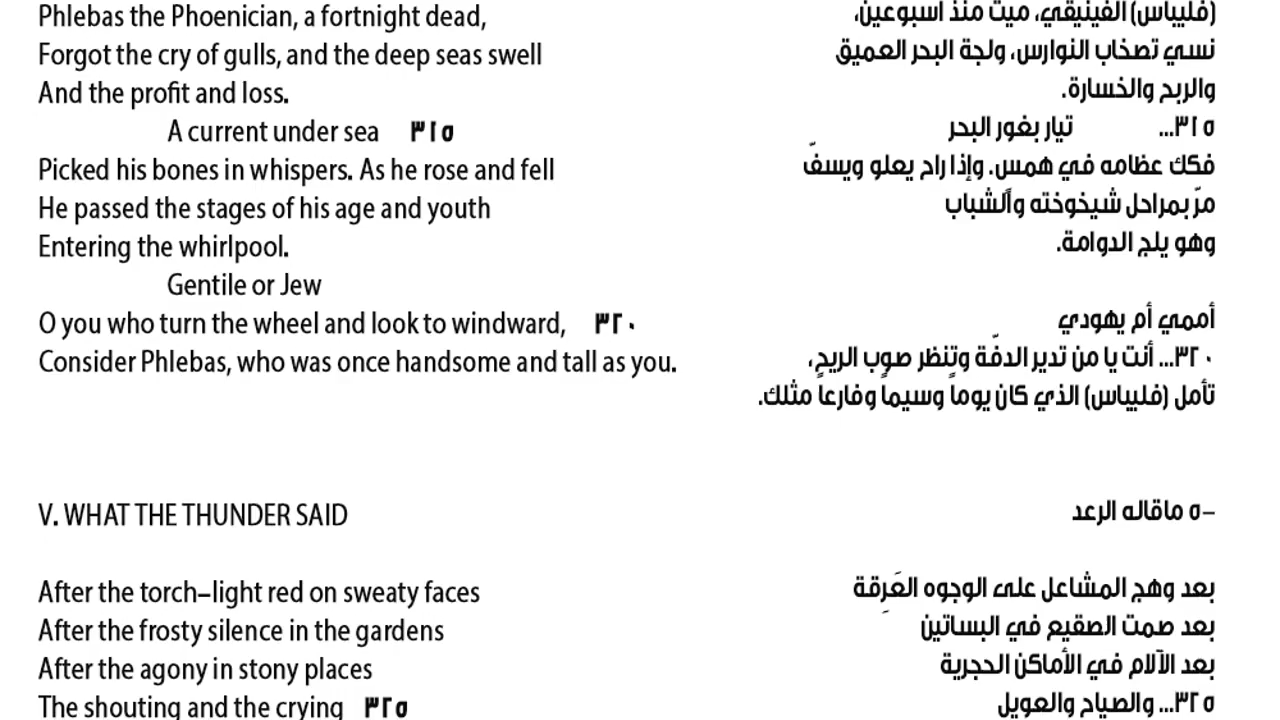 Phlebas the Phoenician, a fortnight dead,
Forgot the cry of gulls, and the deep seas swell
And the profit and loss.
A current under sea ٣١٥
Picked his bones in whispers. As he rose and fell
He passed the stages of his age and youth
Entering the whirlpool.
Gentile or Jew
O you who turn the wheel and look to windward, ٣٢٠
Consider Phlebas, who was once handsome and tall as you.
V. WHAT THE THUNDER SAID
After the torch–light red on sweaty faces
After the frosty silence in the gardens
After the agony in stony places
The shouting and the crying ٣٢٥
(فليباس) الفينيقي، ميت منذ أسبوعين،
نسي تصخاب النوارس، ولجة البحر العميق
والربح والخسارة.
٣١٥... تيار بغور البحر
فكك عظامه في همس. وإذا راح يعلو ويسفّ
مرّ بمراحل شيخوخته وألشباب
وهو يلج الدوامة.
أممي أم يهودي
٣٢٠... أنت يا من تدير الدفّة وتنظر صوب الريح،
تأمل (فليباس) الذي كان يوماً وسيماً وفارعاً مثلك.
–٥ ماقاله الرعد
بعد وهج المشاعل على الوجوه العَرِقة
بعد صمت الصقيع في البساتين
بعد الآلام في الأماكن الحجرية
٣٢٥... والصياح والعويل